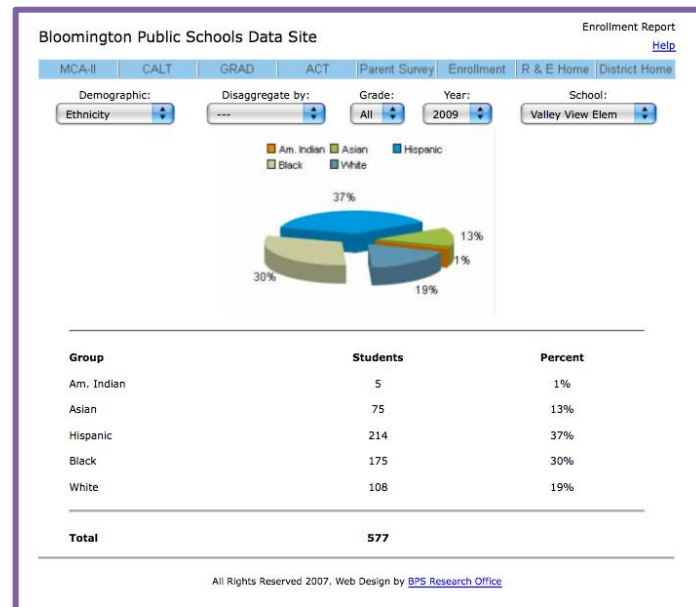 Enrollment Report
Bloomington Public Schools Data Site
Help
MCA-II CALT GRAD ACT Parent Survey Enrollment R & E Home District Home
Demographic: Disaggregate by: Grade: Year: School:
Ethnicity --- All 2009 Valley View Elem
Am. Indian Asian Hispanic
Black White
37%
13%
1%
30%
19%
Group Students Percent
Am. Indian 5 1%
Asian 75 13%
Hispanic 214 37%
Black 175 30%
White 108 19%
Total 577
All Rights Reserved 2007. Web Design by BPS Research Office